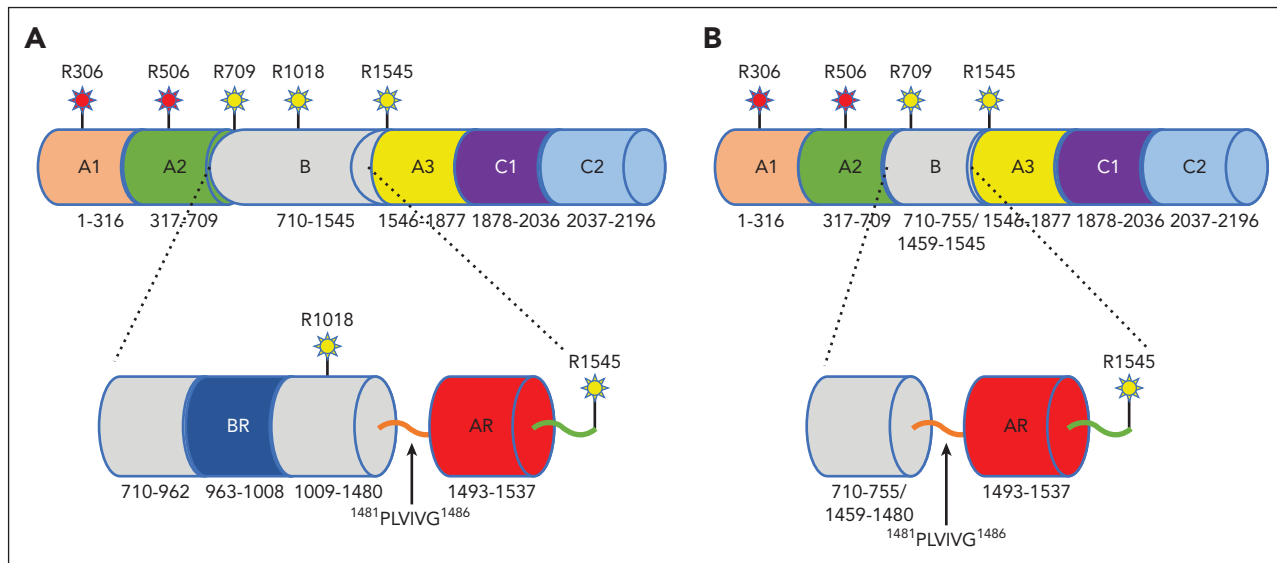 A
R306 R506 R709 R1018 R1545
A1 A2 B A3 C1 C2
1-316 317-709 710-1545 1546-1877 1878-2036 2037-2196
R1018
R1545
BR AR
710-962 963-1008 1009-1480 1493-1537
¹⁴⁸¹PLVIVG¹⁴⁸⁶
B
R306 R506 R709 R1545
A1 A2 B A3 C1 C2
1-316 317-709 710-755/ 1546-1877 1878-2036 2037-2196
1459-1545
R1545
AR
710-755/ 1493-1537
1459-1480
¹⁴⁸¹PLVIVG¹⁴⁸⁶